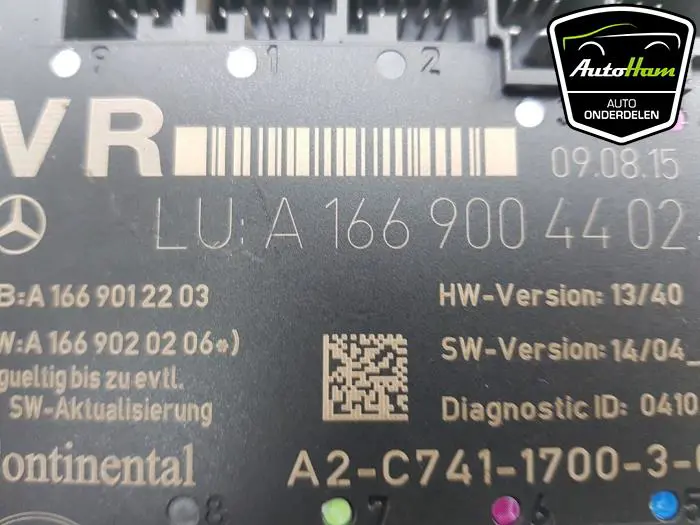 AutoHam
AUTO
ONDERDELEN
1 2
VR
09.08.15
LU: A 166 900 44 02
B:A 166 901 22 03
HW-Version: 13/40
W:A 166 902 02 06*)
SW-Version: 14/04_
gueltig bis zu evtl.
SW-Aktualisierung
Diagnostic ID: 0410
Continental
A2-C741-1700-3-
8 7 6 5